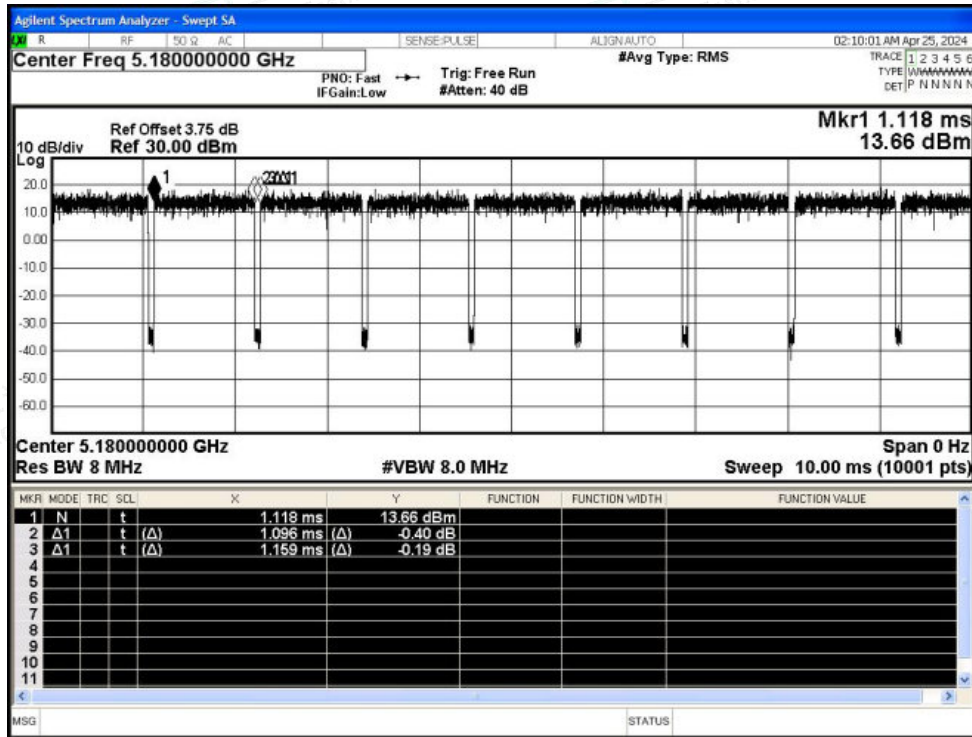 Agilent Spectrum Analyzer - Swept SA
R RF 50 Ω AC SENSE:PULSE ALIGNAUTO 02:10:01 AM Apr 25, 2024
Center Freq 5.180000000 GHz #Avg Type: RMS TRACE 1 2 3 4 5 6
PNO: Fast Trig: Free Run TYPE
IFGain:Low #Atten: 40 dB DET P N N N N N
Mkr1 1.118 ms
Ref Offset 3.75 dB
10 dB/div Ref 30.00 dBm 13.66 dBm
Log
1
20.0
10.0
0.00
-10.0
-20.0
-30.0
-40.0
-50.0
-60.0
Center 5.180000000 GHz Span 0 Hz
Res BW 8 MHz #VBW 8.0 MHz Sweep 10.00 ms (10001 pts)
MKR MODE TRC SCL X Y FUNCTION FUNCTION WIDTH FUNCTION VALUE
1 N t 1.118 ms 13.66 dBm
2 Δ1 t (Δ) 1.096 ms (Δ) -0.40 dB
3 Δ1 t (Δ) 1.159 ms (Δ) -0.19 dB
4
5
6
7
8
9
10
11
MSG STATUS